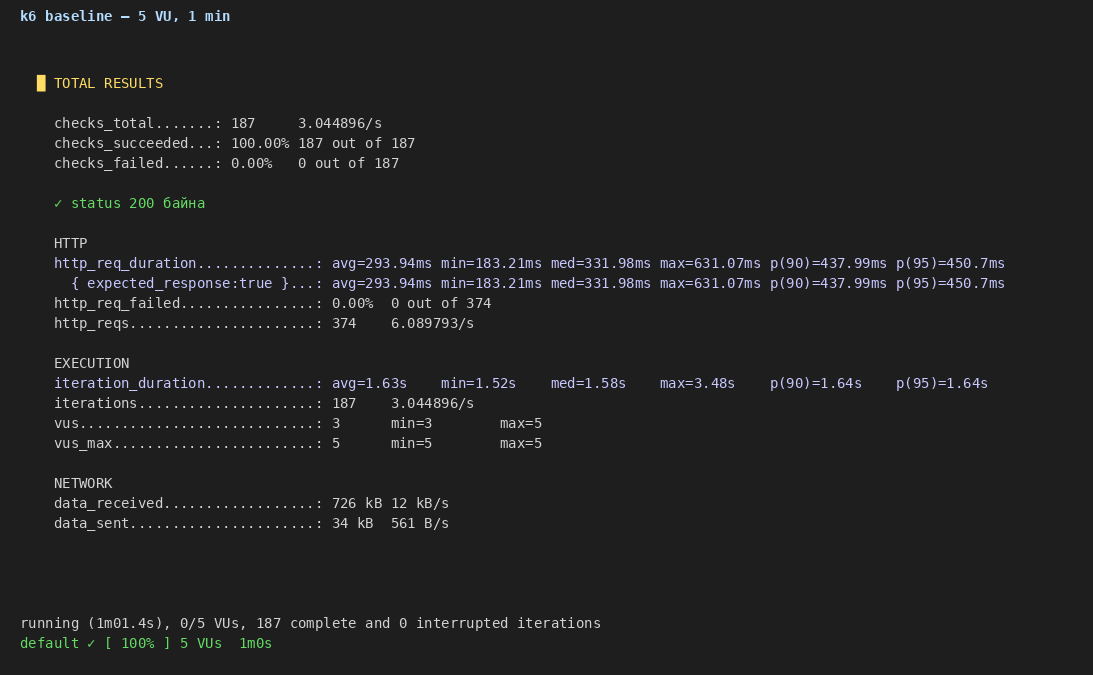 k6 baseline — 5 VU, 1 min
█ TOTAL RESULTS
checks_total.......: 187     3.044896/s
checks_succeeded...: 100.00% 187 out of 187
checks_failed......: 0.00%   0 out of 187
✓ status 200 байна
HTTP
http_req_duration..............: avg=293.94ms min=183.21ms med=331.98ms max=631.07ms p(90)=437.99ms p(95)=450.7ms
{ expected_response:true }...: avg=293.94ms min=183.21ms med=331.98ms max=631.07ms p(90)=437.99ms p(95)=450.7ms
http_req_failed................: 0.00%  0 out of 374
http_reqs......................: 374    6.089793/s
EXECUTION
iteration_duration.............: avg=1.63s    min=1.52s    med=1.58s    max=3.48s    p(90)=1.64s    p(95)=1.64s
iterations.....................: 187    3.044896/s
vus............................: 3      min=3         max=5
vus_max........................: 5      min=5         max=5
NETWORK
data_received..................: 726 kB 12 kB/s
data_sent......................: 34 kB  561 B/s
running (1m01.4s), 0/5 VUs, 187 complete and 0 interrupted iterations
default ✓ [ 100% ] 5 VUs  1m0s